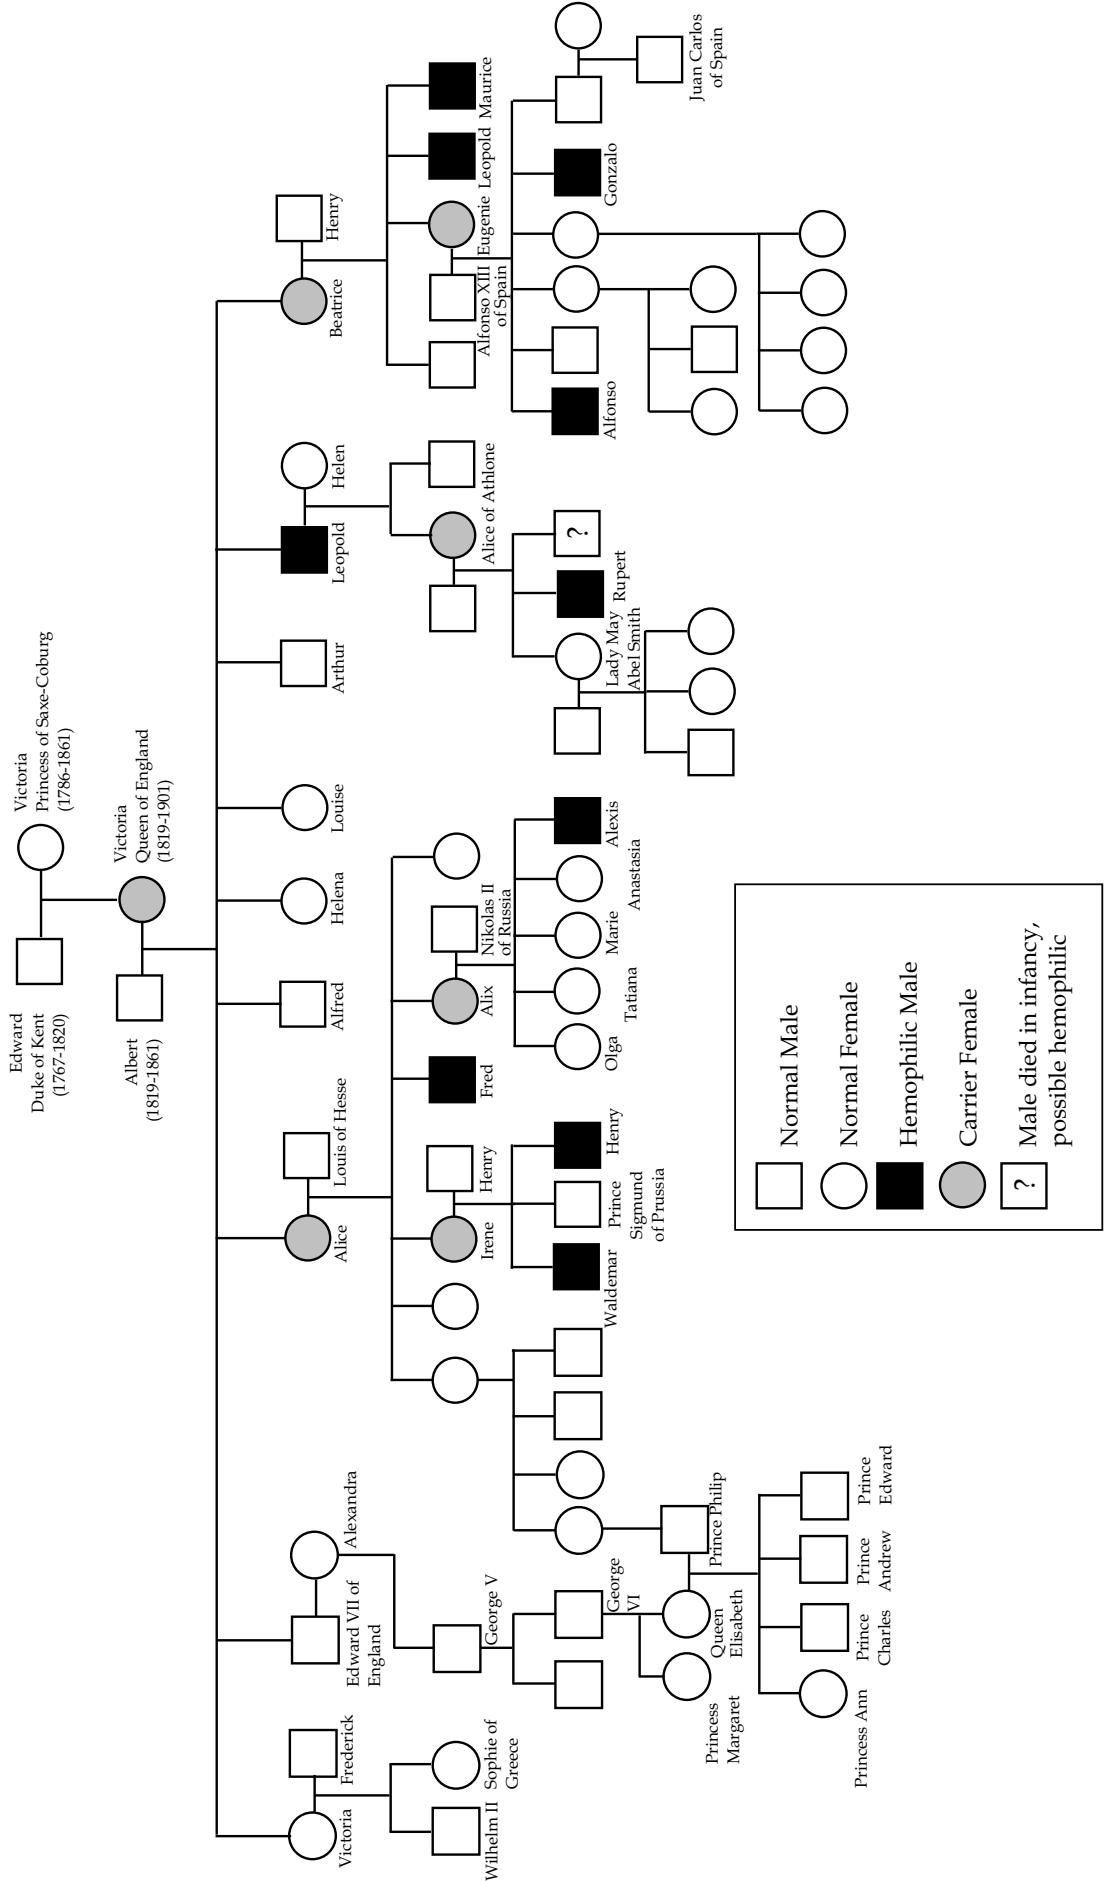 Edward
Duke of Kent
(1767-1820)
Victoria
Princess of Saxe-Coburg
(1786-1861)
Albert
(1819-1861)
Victoria
Queen of England
(1819-1901)
Victoria
Frederick
Edward VII of
England
Alexandra
Alice
Louis of Hesse
Alfred
Helena
Louise
Arthur
Leopold
Helen
Beatrice
Henry
Wilhelm II
Sophie of
Greece
George V
Irene
Henry
Fred
Alix
Nikolas II
of Russia
Alice of Athlone
Alfonso XIII
of Spain
Eugenie
Leopold
Maurice
George
VI
Waldemar
Prince
Sigmund
of Prussia
Henry
Olga
Tatiana
Marie
Anastasia
Alexis
Lady May
Abel Smith
Rupert
?
Alfonso
Gonzalo
Princess
Margaret
Queen
Elisabeth
Prince Philip
Juan Carlos
of Spain
Princess Ann
Prince
Charles
Prince
Andrew
Prince
Edward
Normal Male
Normal Female
Hemophilic Male
Carrier Female
?
Male died in infancy,
possible hemophilic